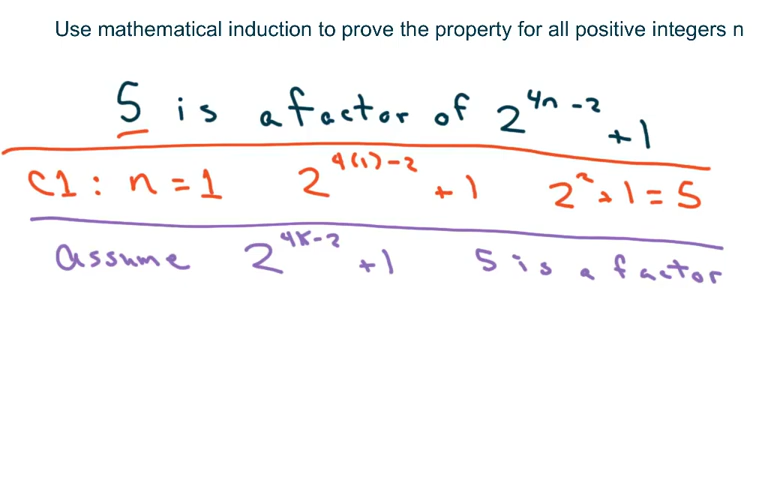 Use mathematical induction to prove the property for all positive integers n
5 is a factor of 2^(4n-2) + 1
C1: n = 1 2^(4(1)-2) + 1 2^2 + 1 = 5
assume 2^(4k-2) + 1 5 is a factor